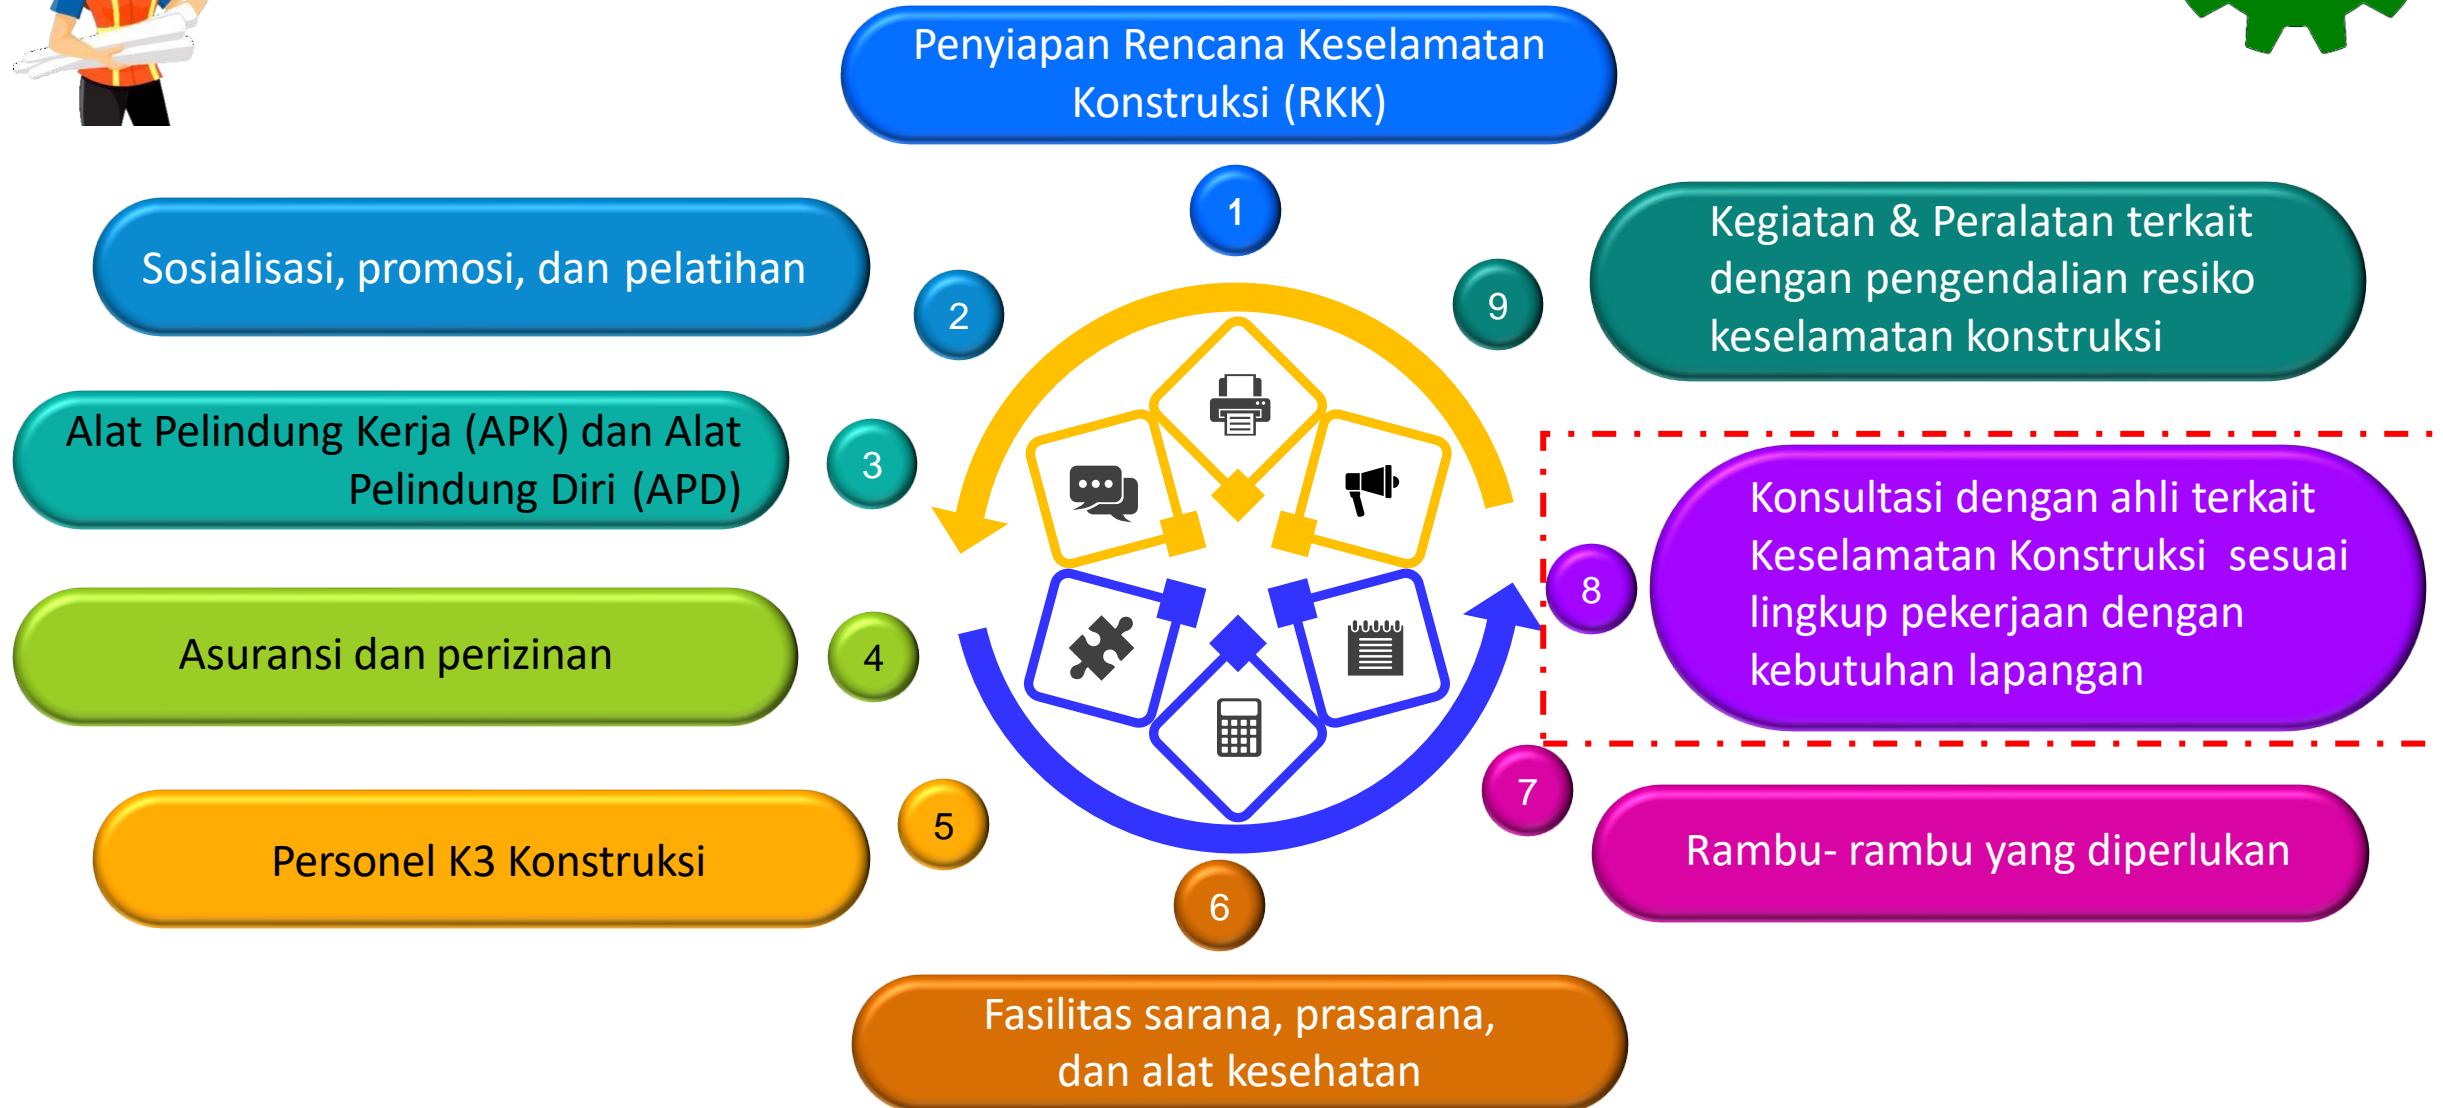 Penyiapan Rencana Keselamatan
Konstruksi (RKK)
1
Sosialisasi, promosi, dan pelatihan
2
Alat Pelindung Kerja (APK) dan Alat
Pelindung Diri (APD)
3
Asuransi dan perizinan
4
Personel K3 Konstruksi
5
6
Fasilitas sarana, prasarana,
dan alat kesehatan
7
Rambu- rambu yang diperlukan
8
Konsultasi dengan ahli terkait
Keselamatan Konstruksi  sesuai
lingkup pekerjaan dengan
kebutuhan lapangan
9
Kegiatan & Peralatan terkait
dengan pengendalian resiko
keselamatan konstruksi